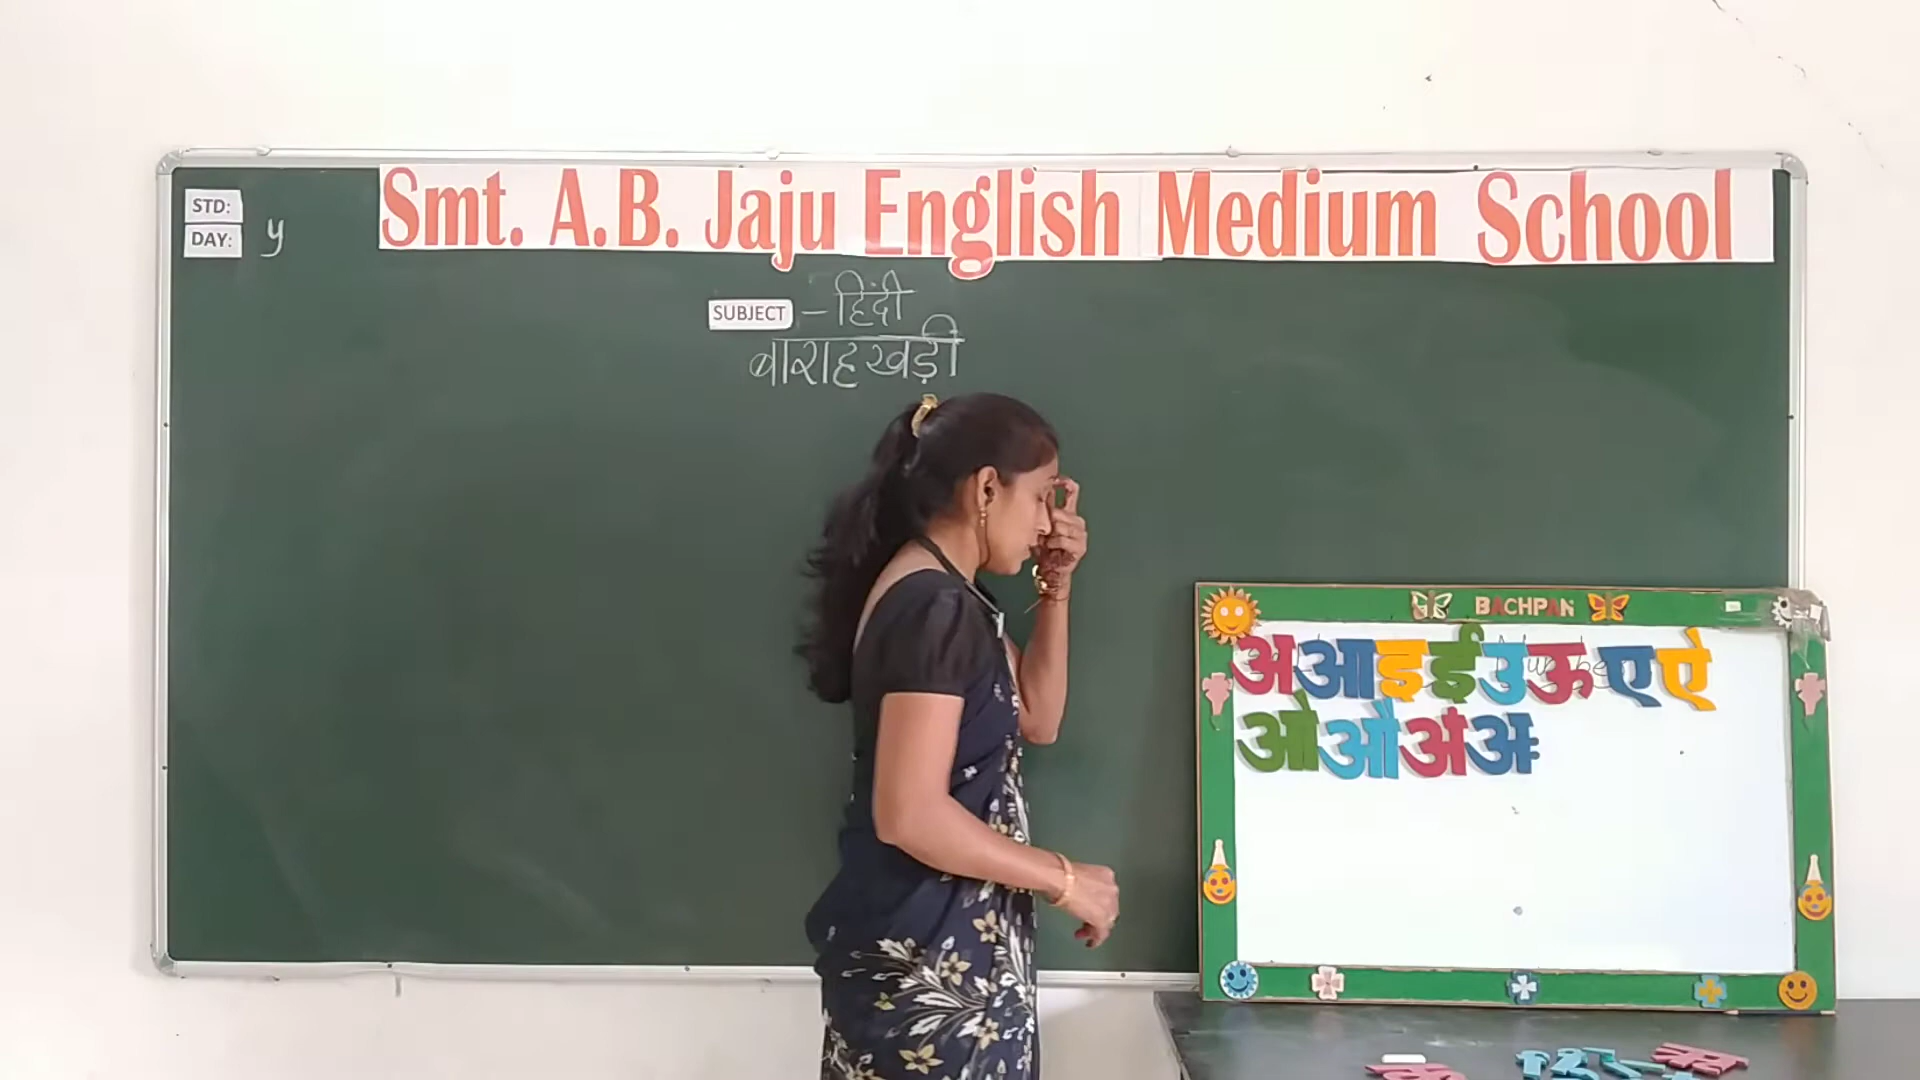 Smt. A.B. Jaju English Medium School
STD:
DAY: y
SUBJECT - हिंदी
बाराहखड़ी
BACHPAN
अ आ इ ई उ ऊ ए ऐ
ओ औ अं अः